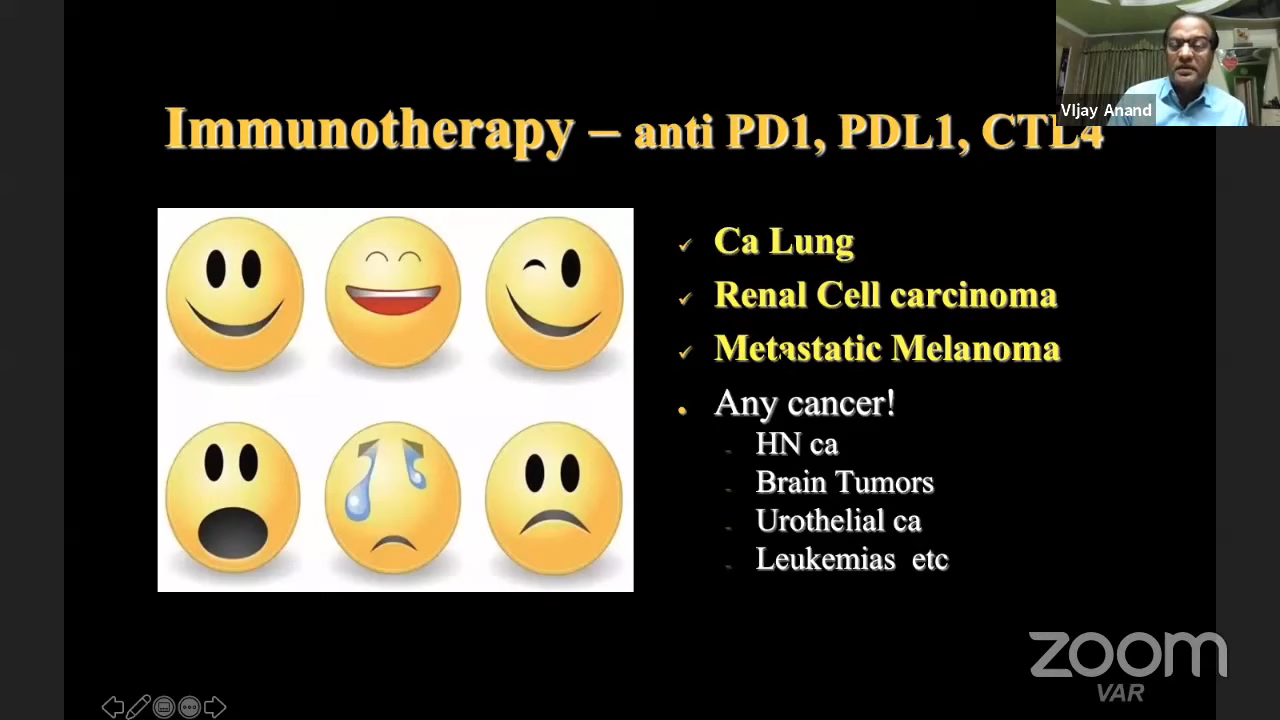 VIjay Anand
Immunotherapy – anti PD1, PDL1, CTL4
Ca Lung
Renal Cell carcinoma
Metastatic Melanoma
Any cancer!
HN ca
Brain Tumors
Urothelial ca
Leukemias etc
zoom
VAR